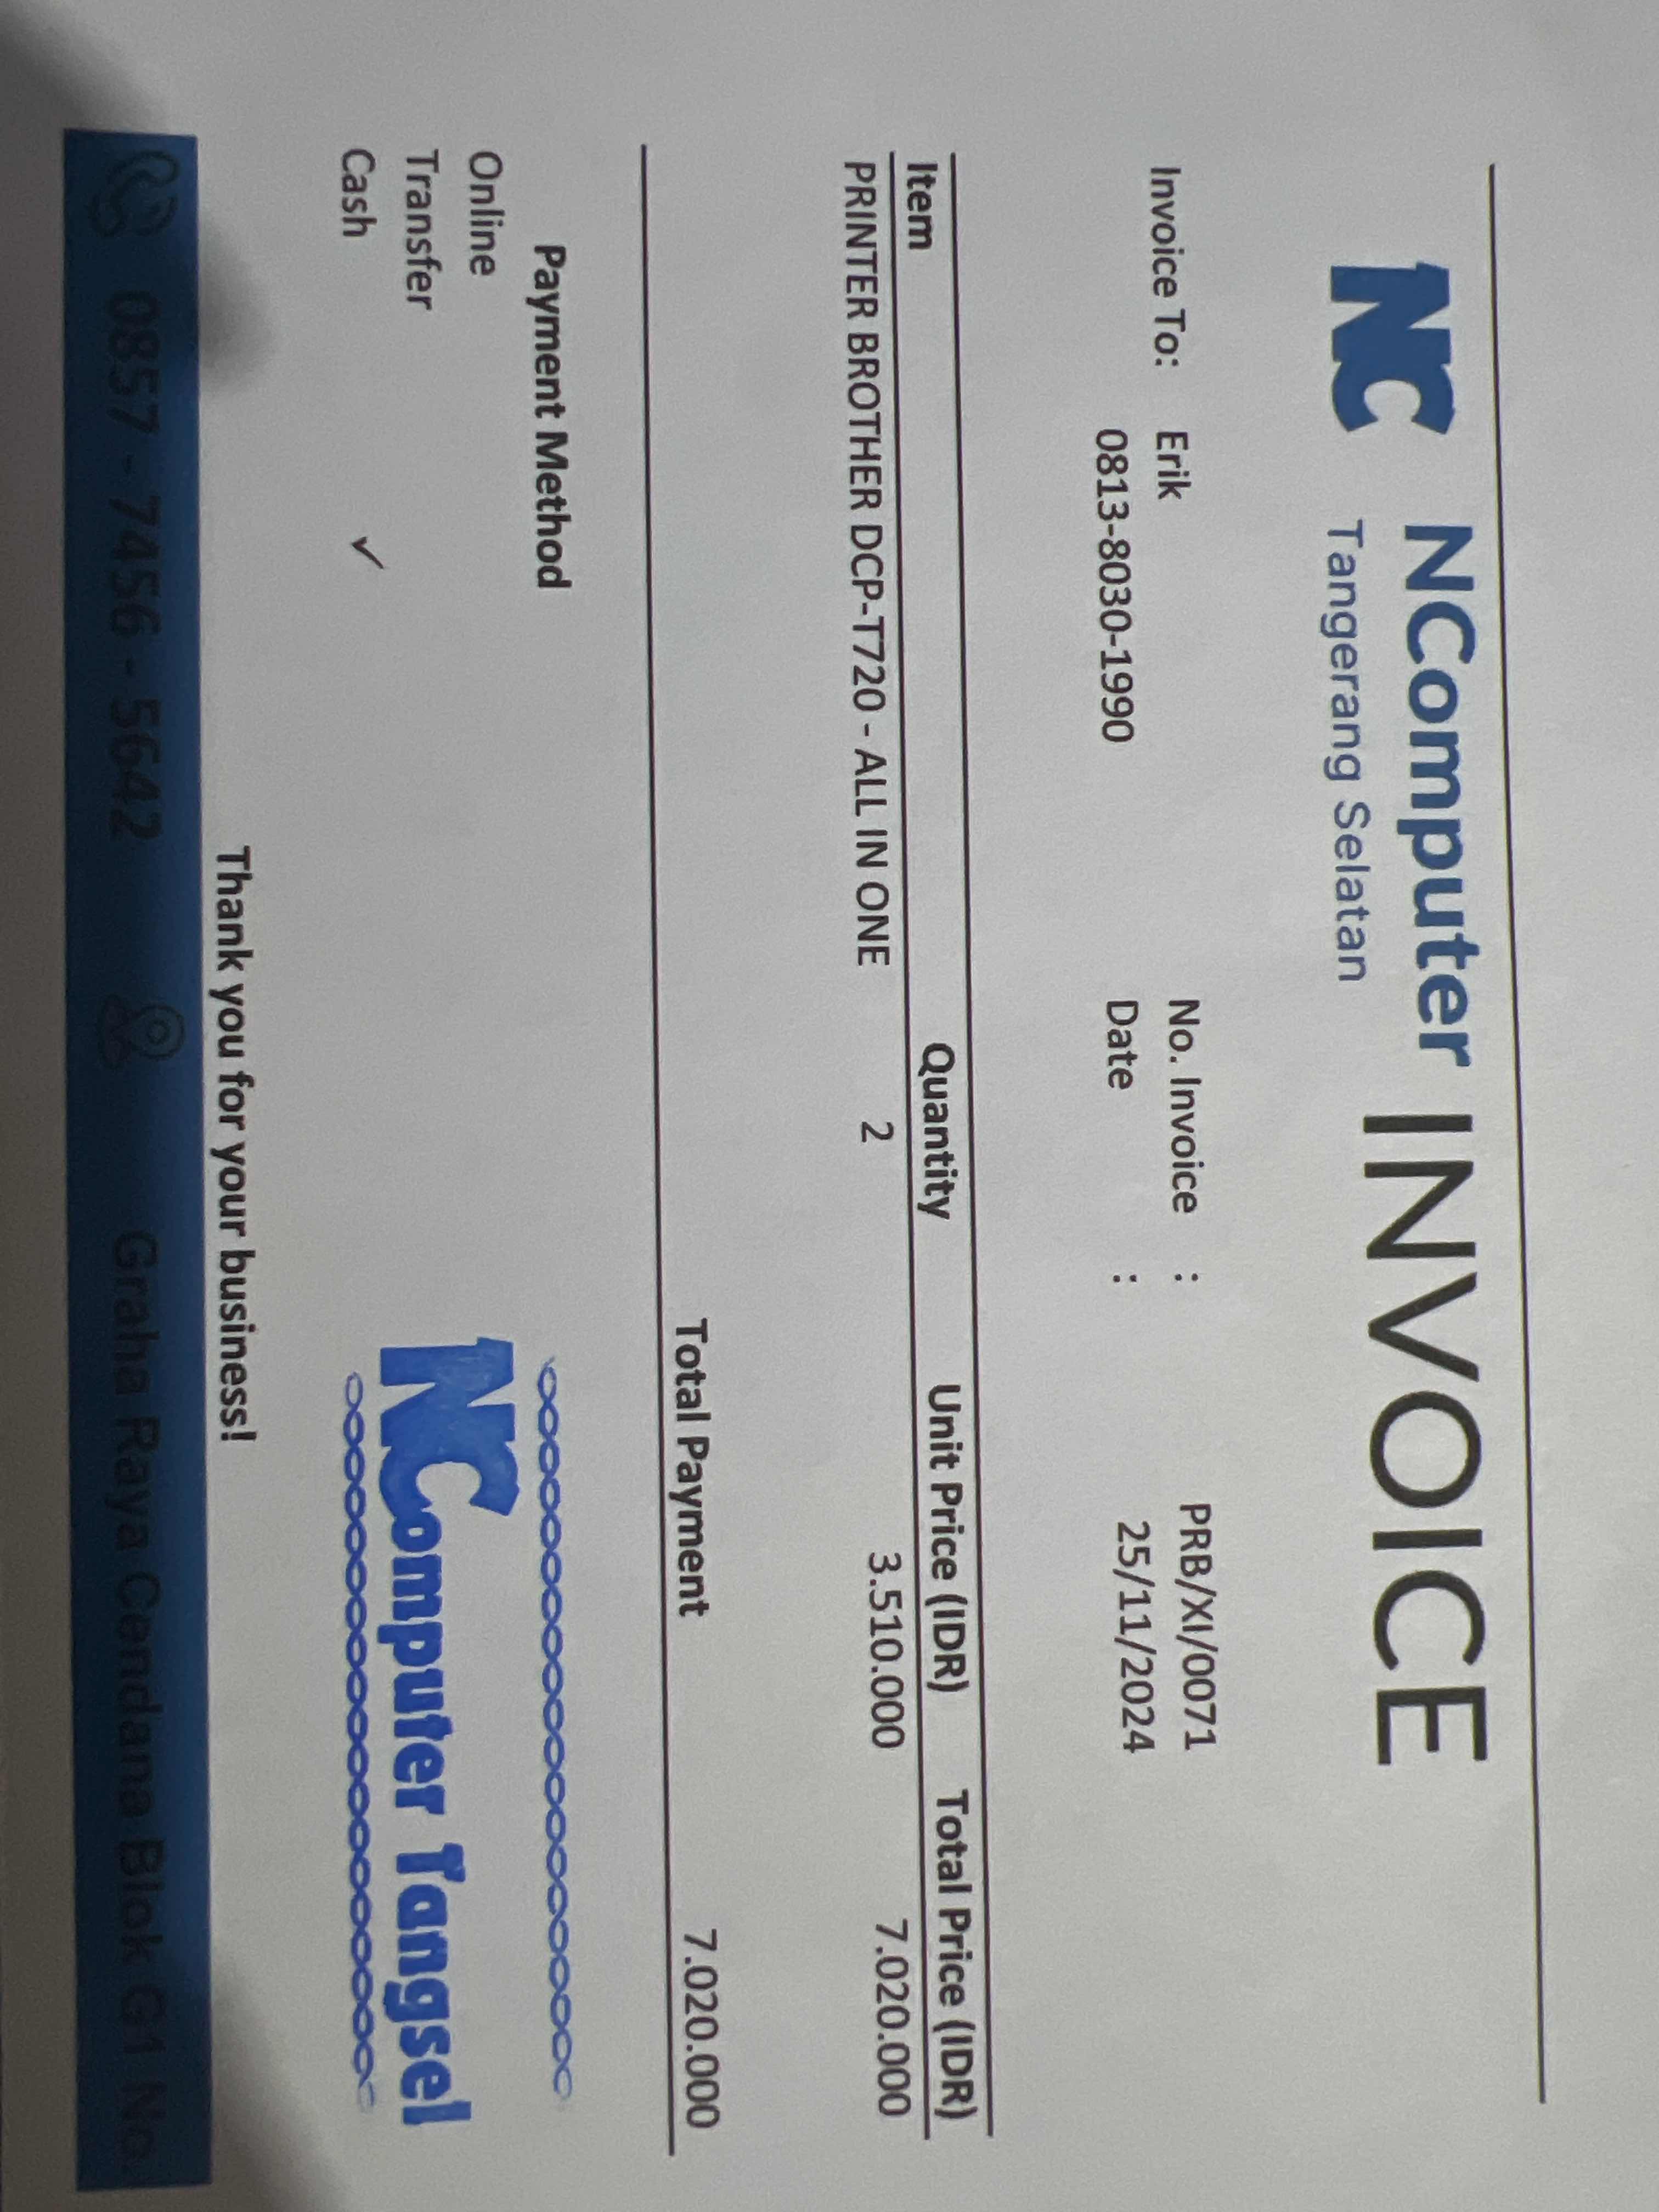 NC NComputer INVOICE
Tangerang Selatan
Invoice To: Erik No. Invoice : PRB/XI/0071
0813-8030-1990 Date : 25/11/2024
Item Quantity Unit Price (IDR) Total Price (IDR)
PRINTER BROTHER DCP-T720 - ALL IN ONE 2 3.510.000 7.020.000
Total Payment 7.020.000
Payment Method
Online
Transfer
Cash ✓
NComputer Tangsel
Thank you for your business!
0857 - 7456 - 5642 Graha Raya Cendana Blok G1 No.